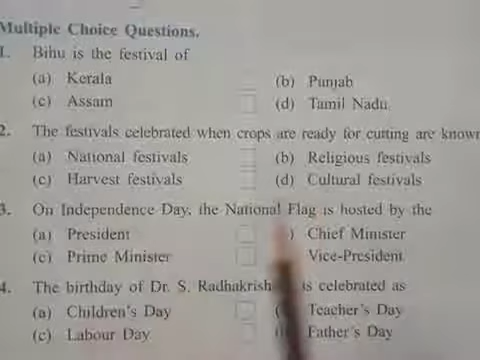 Multiple Choice Questions.
1. Bihu is the festival of
(a) Kerala (b) Punjab
(c) Assam (d) Tamil Nadu
2. The festivals celebrated when crops are ready for cutting are known
(a) National festivals (b) Religious festivals
(c) Harvest festivals (d) Cultural festivals
3. On Independence Day, the National Flag is hosted by the
(a) President ) Chief Minister
(c) Prime Minister Vice-President
4. The birthday of Dr. S. Radhakrish is celebrated as
(a) Children's Day ( Teacher's Day
(c) Labour Day Father's Day